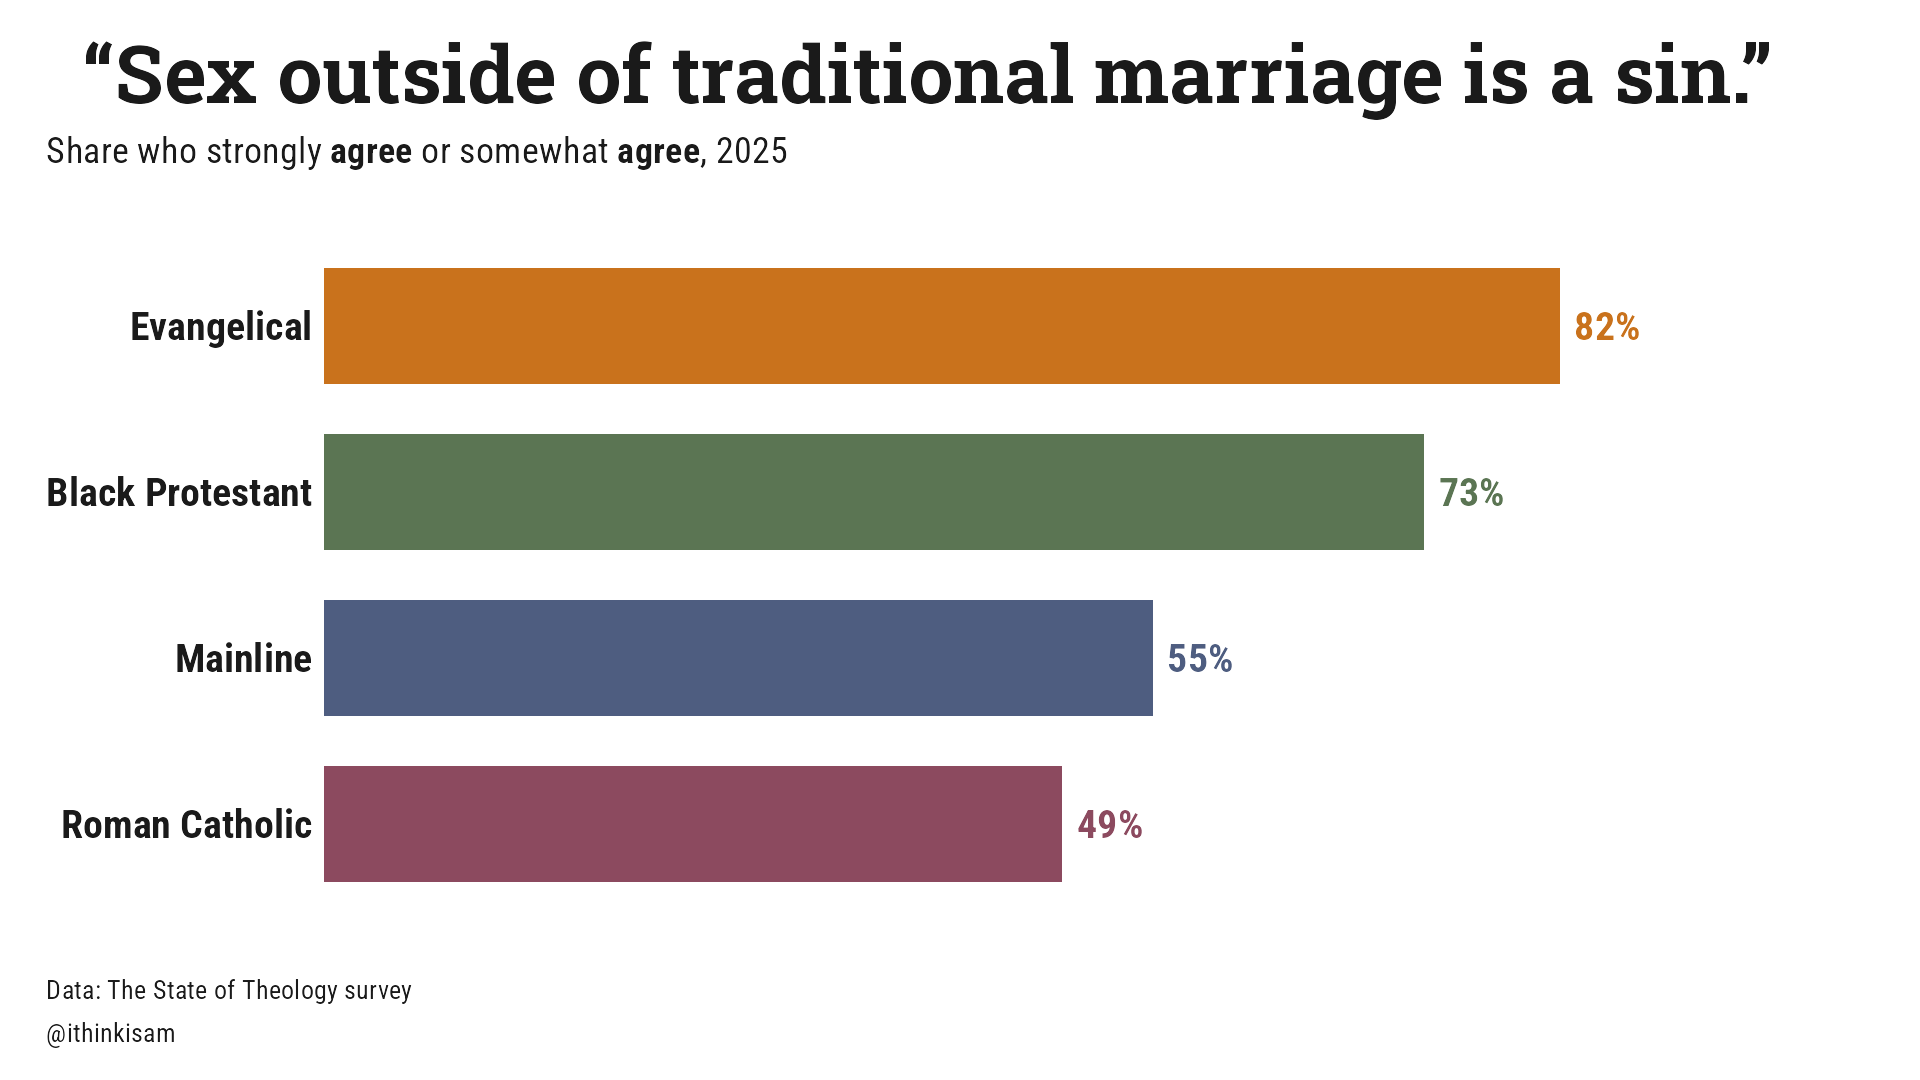 “Sex outside of traditional marriage is a sin.”
Share who strongly agree or somewhat agree, 2025
Evangelical 82%
Black Protestant 73%
Mainline 55%
Roman Catholic 49%
Data: The State of Theology survey
@ithinkisam